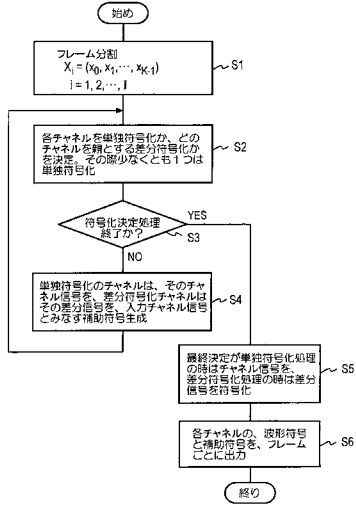 始め
フレーム分割
Xi = (x0, x1, ⋯, xK-1)
i = 1, 2, ⋯, I
S1
各チャネルを単独符号化か、どの
チャネルを親とする差分符号化か
を決定。その際少なくとも1つは
単独符号化
S2
符号化決定処理
終了か?
S3
YES
NO
単独符号化のチャネルは、そのチャ
ネル信号を、差分符号化チャネルは
その差分信号を、入力チャネル信号
とみなす補助符号生成
S4
最終決定が単独符号化処理
の時はチャネル信号を、
差分符号化処理の時は差分
信号を符号化
S5
各チャネルの、波形符号
と補助符号を、フレーム
ごとに出力
S6
終り